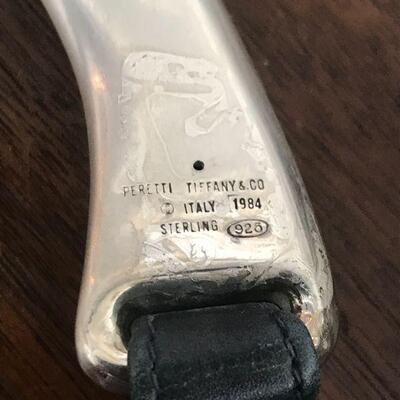 PERETTI TIFFANY & CO
© ITALY 1984
STERLING 925